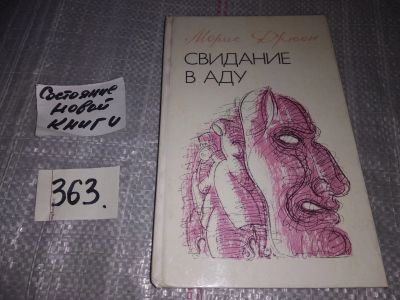 Морис Дрюон
СВИДАНИЕ
В АДУ
Состояние
новой
книги
363.